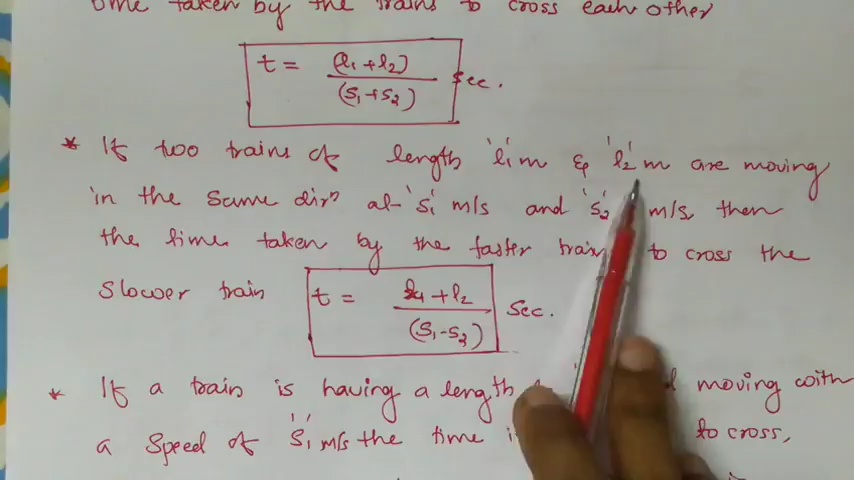 time taken by the trains to cross each other
t = (l1+l2) / (S1+S2) Sec.
* If two trains of length 'l1'm & 'l2'm are moving
in the same dirn at 'S1' m/s and 'S2' m/s then
the time taken by the faster train to cross the
slower train t = l1+l2 / (S1-S2) Sec.
* If a train is having a length moving with
a Speed of 'S1' m/s the time to cross,